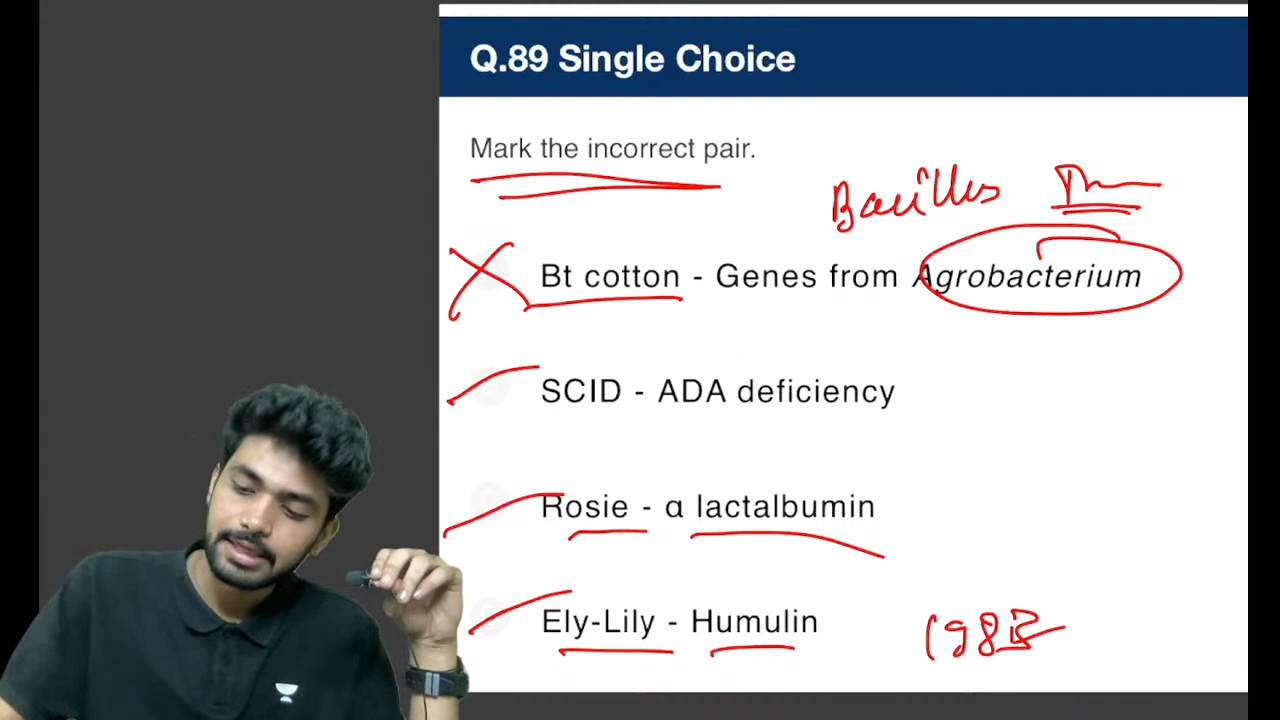 Q.89 Single Choice
Mark the incorrect pair.
Bacillus
Bt cotton - Genes from Agrobacterium
SCID - ADA deficiency
Rosie - α lactalbumin
Ely-Lily - Humulin